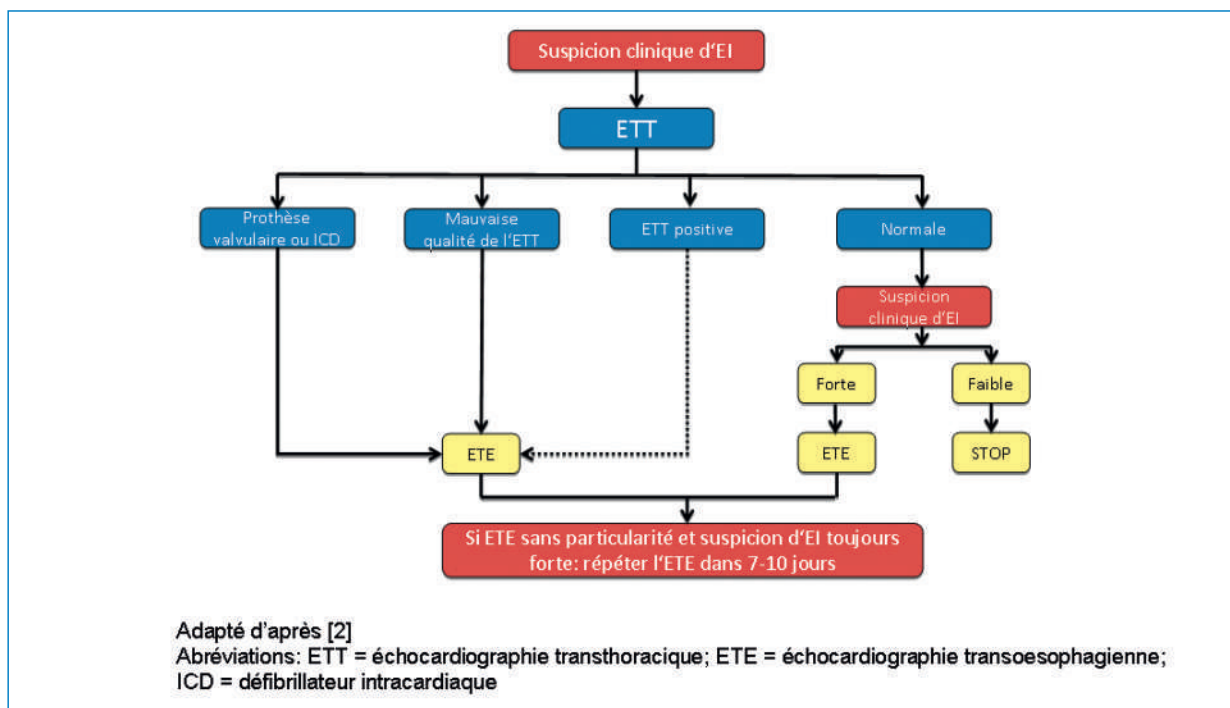 Suspicion clinique d'EI
ETT
Prothèse
valvulaire ou ICD
Mauvaise
qualité de l'ETT
ETT positive
Normale
Suspicion
clinique d'EI
Forte
Faible
ETE
ETE
STOP
Si ETE sans particularité et suspicion d'EI toujours
forte: répéter l'ETE dans 7-10 jours
Adapté d'après [2]
Abréviations: ETT = échocardiographie transthoracique; ETE = échocardiographie transoesophagienne;
ICD = défibrillateur intracardiaque